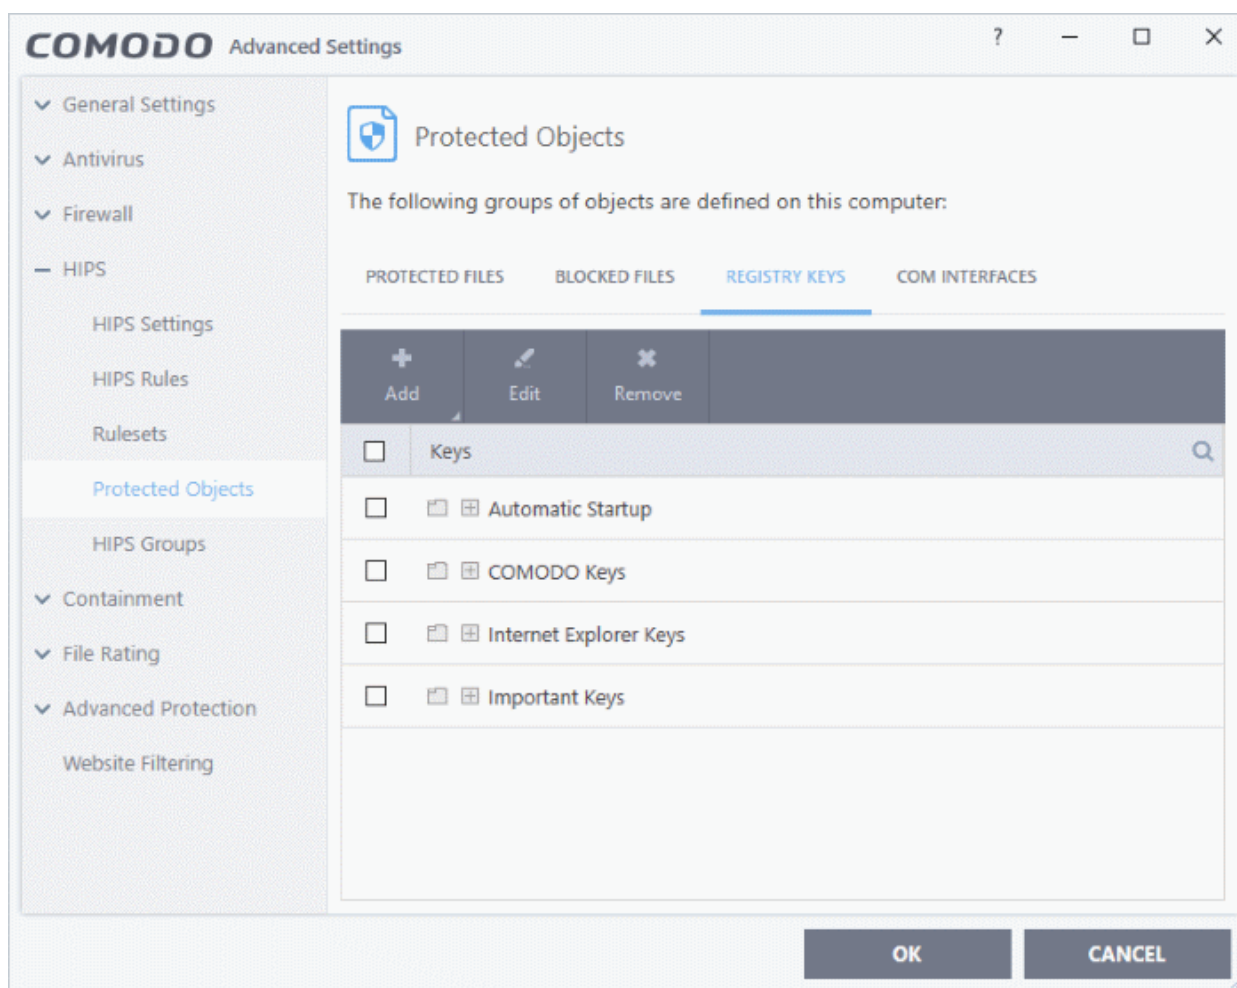 COMODO Advanced Settings ?
General Settings
Antivirus
Firewall
HIPS
HIPS Settings
HIPS Rules
Rulesets
Protected Objects
HIPS Groups
Containment
File Rating
Advanced Protection
Website Filtering
Protected Objects
The following groups of objects are defined on this computer:
PROTECTED FILES BLOCKED FILES REGISTRY KEYS COM INTERFACES
Add Edit Remove
Keys
Automatic Startup
COMODO Keys
Internet Explorer Keys
Important Keys
OK CANCEL